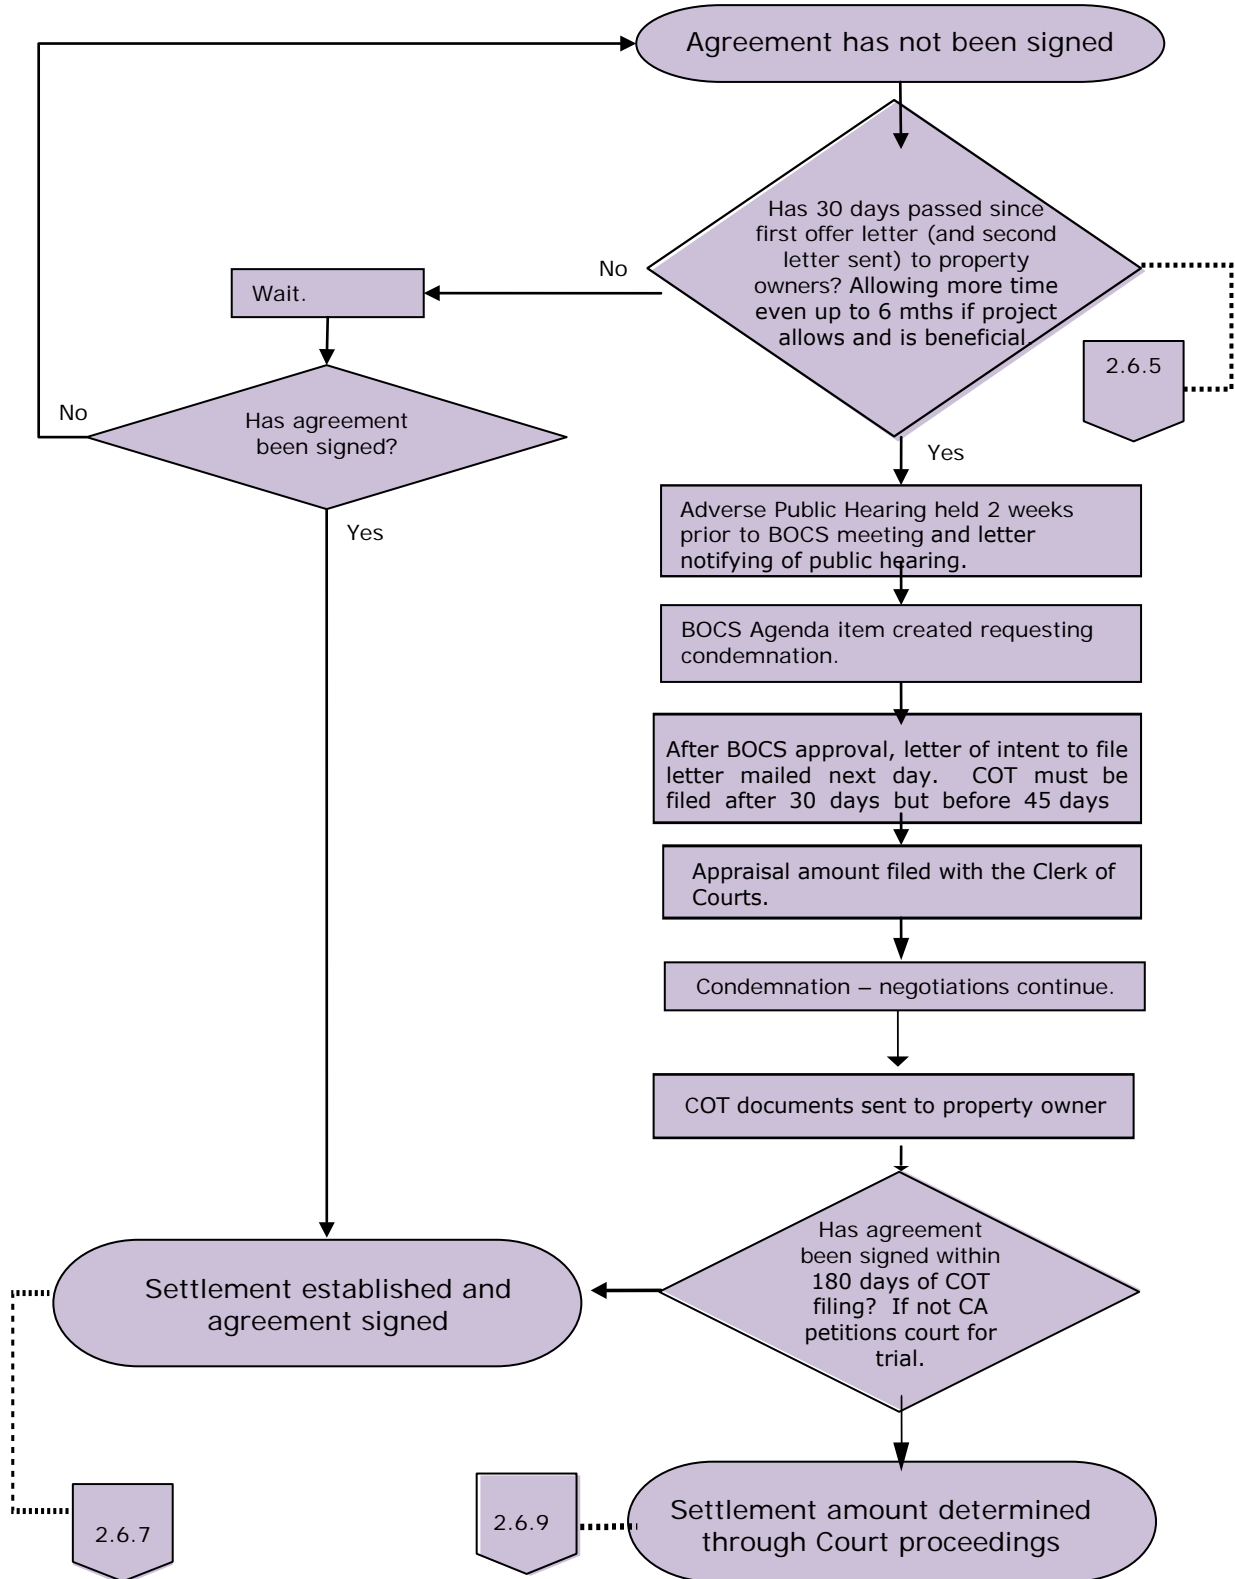 Agreement has not been signed
Has 30 days passed since
first offer letter (and second
letter sent) to property
owners? Allowing more time
even up to 6 mths if project
allows and is beneficial.
No
Wait.
2.6.5
No
Has agreement
been signed?
Yes
Yes
Adverse Public Hearing held 2 weeks
prior to BOCS meeting and letter
notifying of public hearing.
BOCS Agenda item created requesting
condemnation.
After BOCS approval, letter of intent to file
letter mailed next day. COT must be
filed after 30 days but before 45 days
Appraisal amount filed with the Clerk of
Courts.
Condemnation – negotiations continue.
COT documents sent to property owner
Has agreement
been signed within
180 days of COT
filing? If not CA
petitions court for
trial.
Settlement established and
agreement signed
2.6.7
2.6.9
Settlement amount determined
through Court proceedings